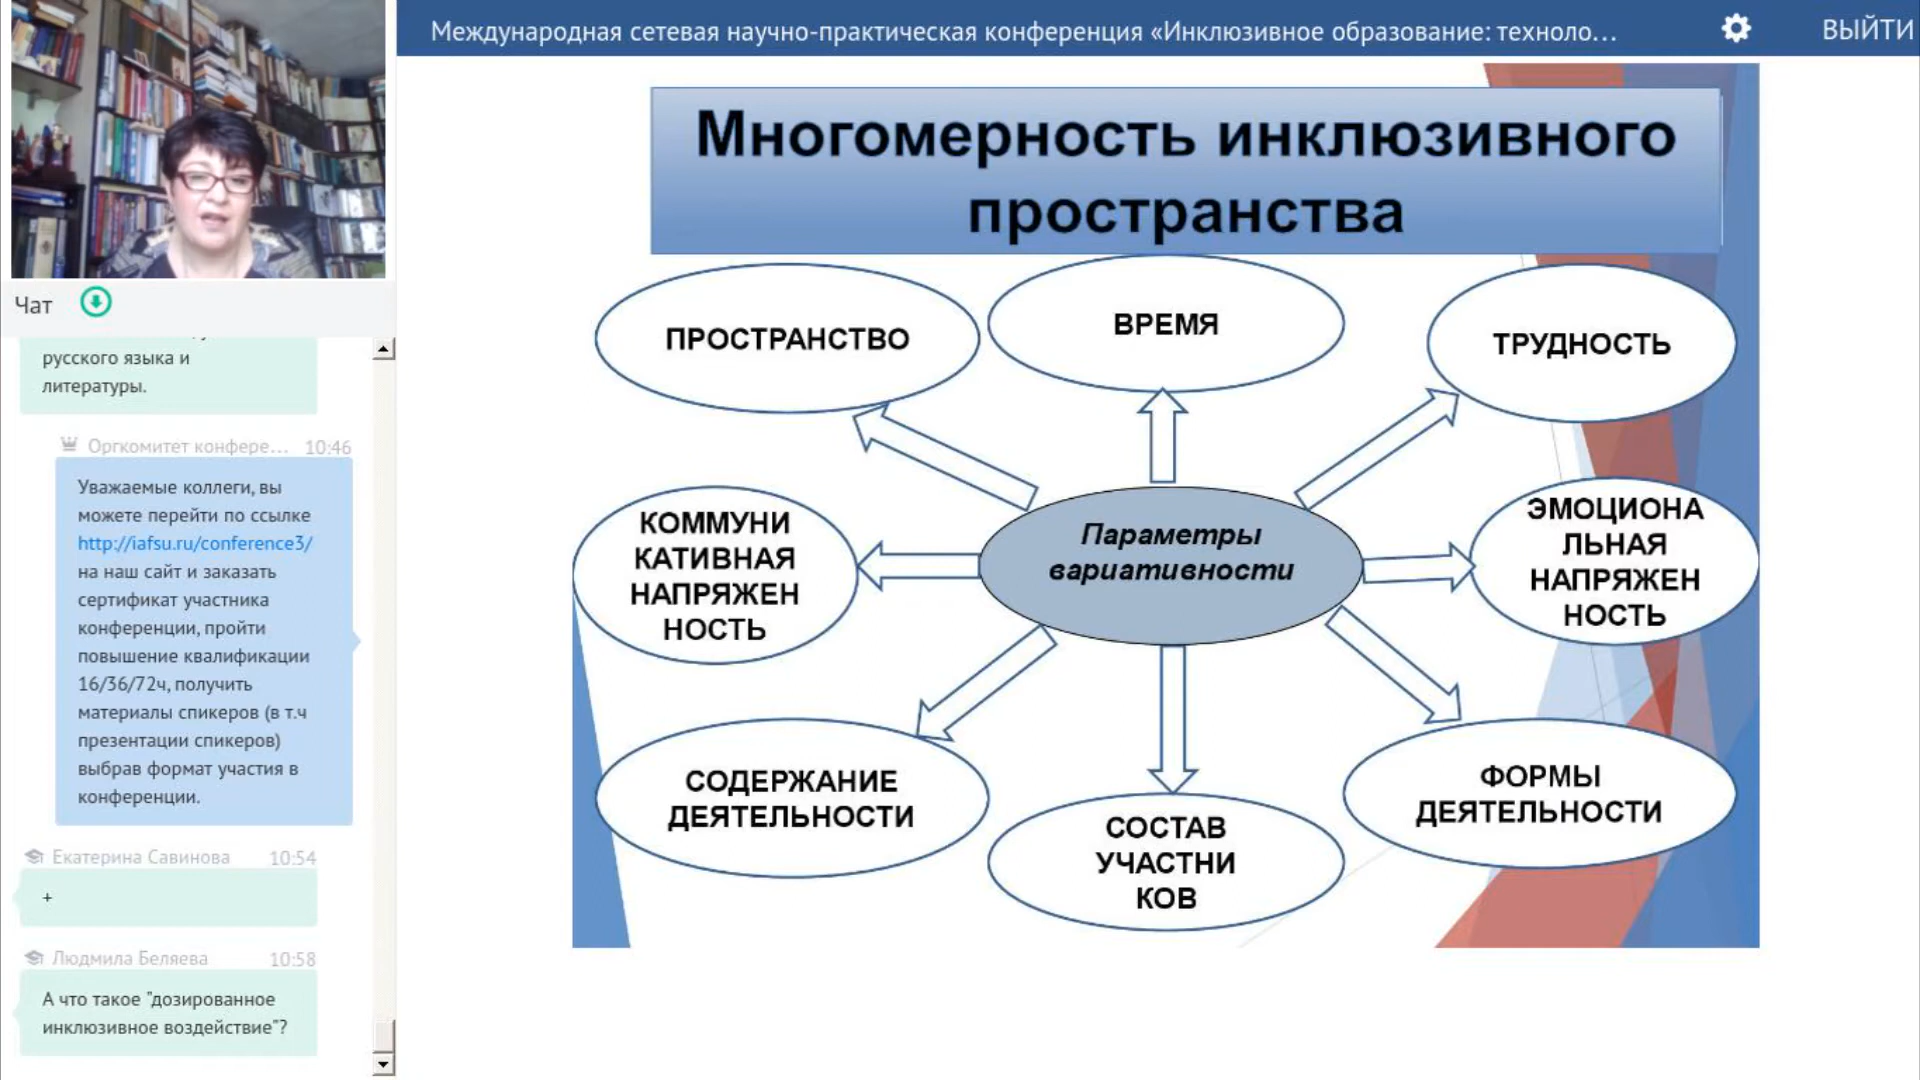 Международная сетевая научно-практическая конференция «Инклюзивное образование: техноло...
ВЫЙТИ
Чат
русского языка и
литературы.
Оргкомитет конфере...
10:46
Уважаемые коллеги, вы
можете перейти по ссылке
http://iafsu.ru/conference3/
на наш сайт и заказать
сертификат участника
конференции, пройти
повышение квалификации
16/36/72ч, получить
материалы спикеров (в т.ч
презентации спикеров)
выбрав формат участия в
конференции.
Екатерина Савинова
10:54
+
Людмила Беляева
10:58
А что такое "дозированное
инклюзивное воздействие"?
Многомерность инклюзивного
пространства
ПРОСТРАНСТВО
ВРЕМЯ
ТРУДНОСТЬ
КОММУНИ
КАТИВНАЯ
НАПРЯЖЕН
НОСТЬ
Параметры
вариативности
ЭМОЦИОНА
ЛЬНАЯ
НАПРЯЖЕН
НОСТЬ
СОДЕРЖАНИЕ
ДЕЯТЕЛЬНОСТИ
СОСТАВ
УЧАСТНИ
КОВ
ФОРМЫ
ДЕЯТЕЛЬНОСТИ